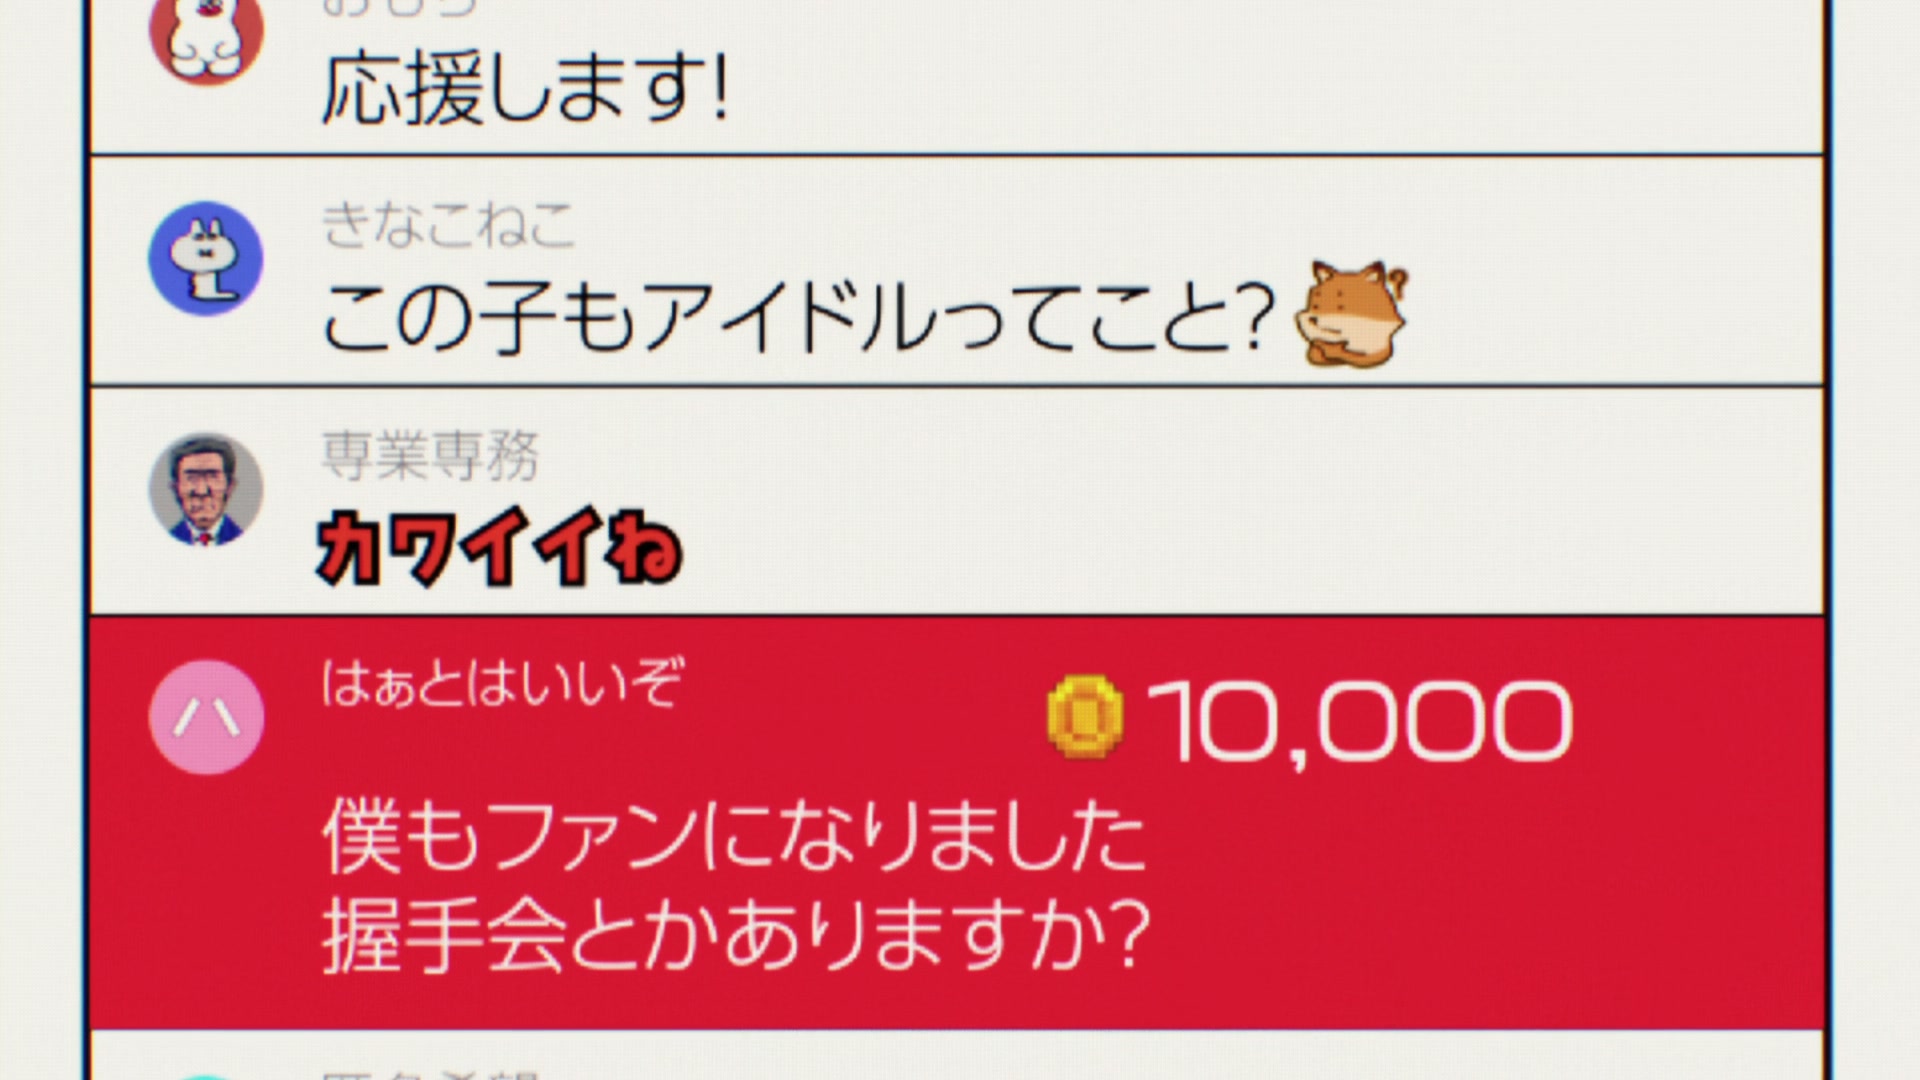 応援します!
きなこねこ
この子もアイドルってこと?
専業専務
カワイイね
ハ
はぁとはいいぞ
10,000
僕もファンになりました
握手会とかありますか?